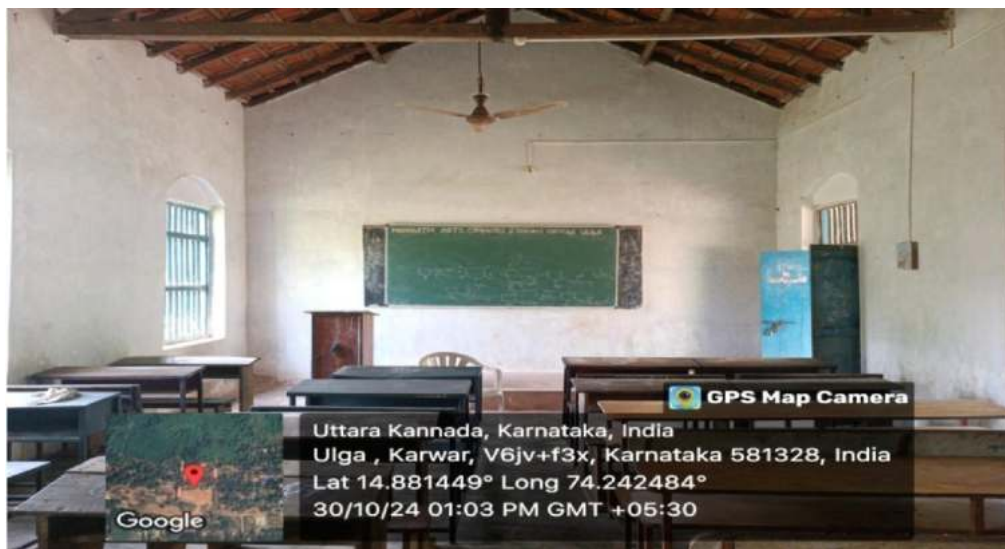 GPS Map Camera
Uttara Kannada, Karnataka, India
Ulga , Karwar, V6jv+f3x, Karnataka 581328, India
Lat 14.881449° Long 74.242484°
30/10/24 01:03 PM GMT +05:30
Google